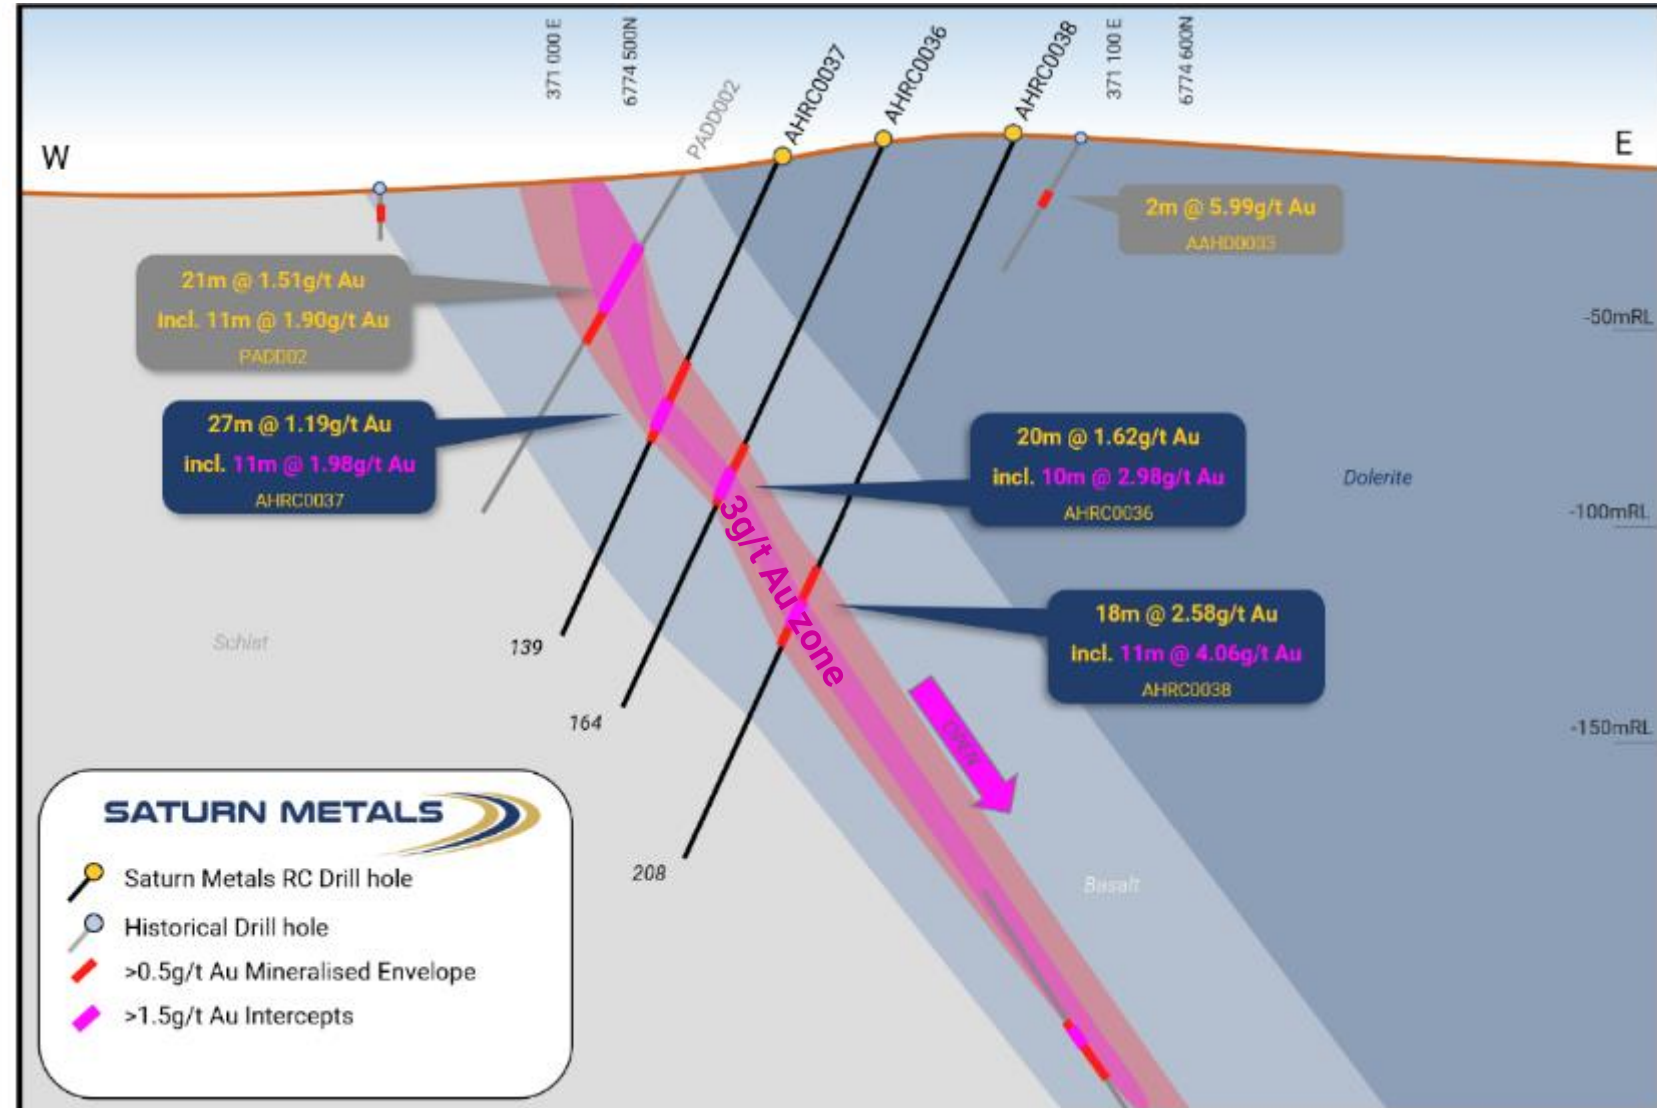 371 000 E
6774 500N
PADD002
AHRC0037
AHRC0036
AHRC0038
371 100 E
6774 600N
W
E
2m @ 5.99g/t Au
AAHD0003
21m @ 1.51g/t Au
incl. 11m @ 1.90g/t Au
PADD02
-50mRL
27m @ 1.19g/t Au
incl. 11m @ 1.98g/t Au
AHRC0037
20m @ 1.62g/t Au
incl. 10m @ 2.98g/t Au
AHRC0036
Dolerite
-100mRL
3g/t Au zone
18m @ 2.58g/t Au
incl. 11m @ 4.06g/t Au
AHRC0038
Schist
139
164
OPEN
-150mRL
208
Basalt
SATURN METALS
Saturn Metals RC Drill hole
Historical Drill hole
>0.5g/t Au Mineralised Envelope
>1.5g/t Au Intercepts